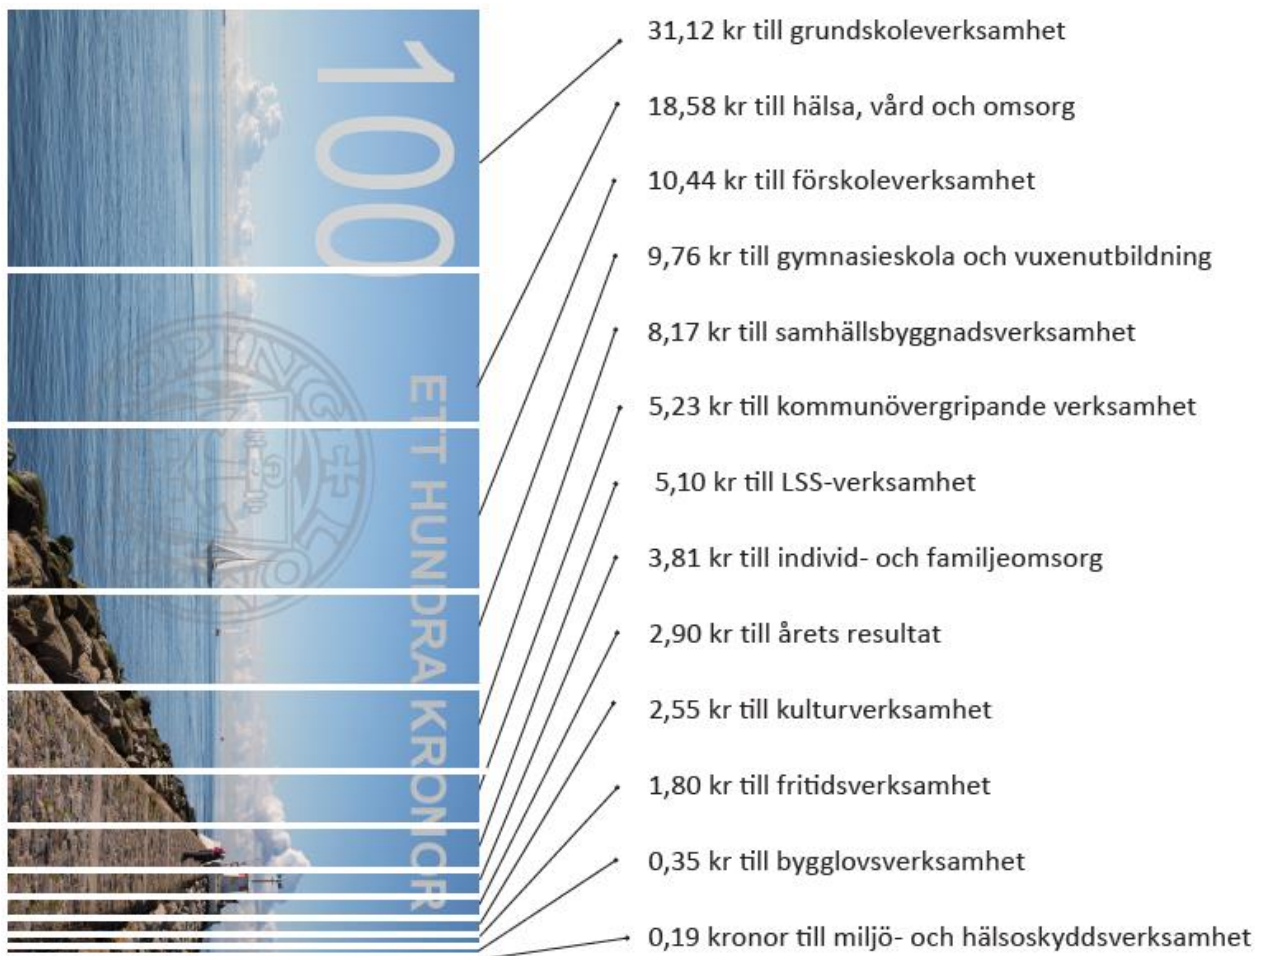 100
ETT HUNDRA KRONOR
31,12 kr till grundskoleverksamhet
18,58 kr till hälsa, vård och omsorg
10,44 kr till förskoleverksamhet
9,76 kr till gymnasieskola och vuxenutbildning
8,17 kr till samhällsbyggnadsverksamhet
5,23 kr till kommunövergripande verksamhet
5,10 kr till LSS-verksamhet
3,81 kr till individ- och familjeomsorg
2,90 kr till årets resultat
2,55 kr till kulturverksamhet
1,80 kr till fritidsverksamhet
0,35 kr till bygglovsverksamhet
0,19 kronor till miljö- och hälsoskyddsverksamhet